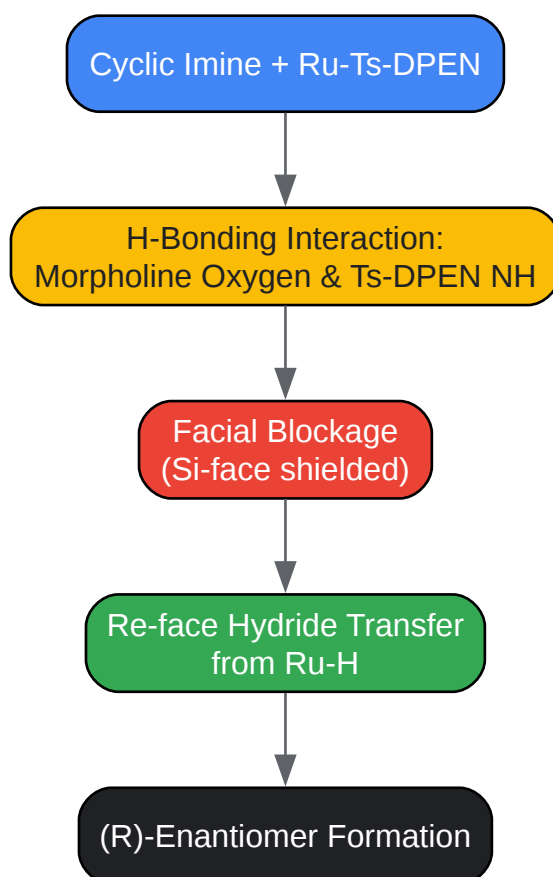 Cyclic Imine + Ru-Ts-DPEN
H-Bonding Interaction:
Morpholine Oxygen & Ts-DPEN NH
Facial Blockage
(Si-face shielded)
Re-face Hydride Transfer
from Ru-H
(R)-Enantiomer Formation